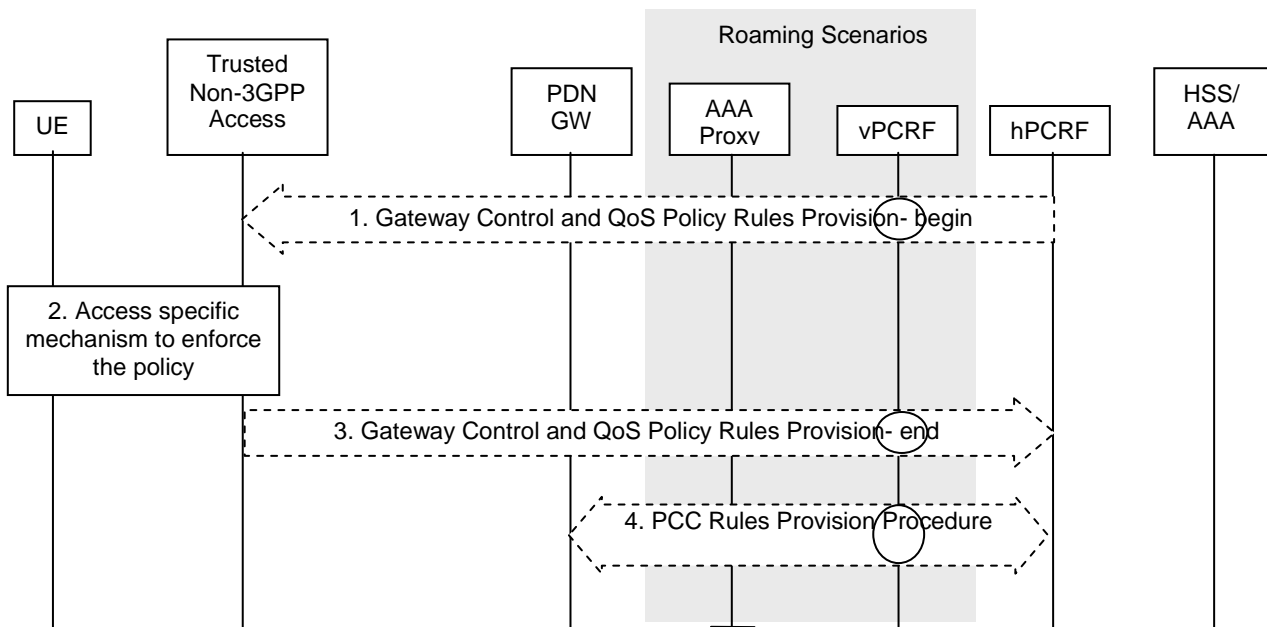 Roaming Scenarios
UE
Trusted
Non-3GPP
Access
PDN
GW
AAA
Proxy
vPCRF
hPCRF
HSS/
AAA
1. Gateway Control and QoS Policy Rules Provision- begin
2. Access specific
mechanism to enforce
the policy
3. Gateway Control and QoS Policy Rules Provision- end
4. PCC Rules Provision Procedure